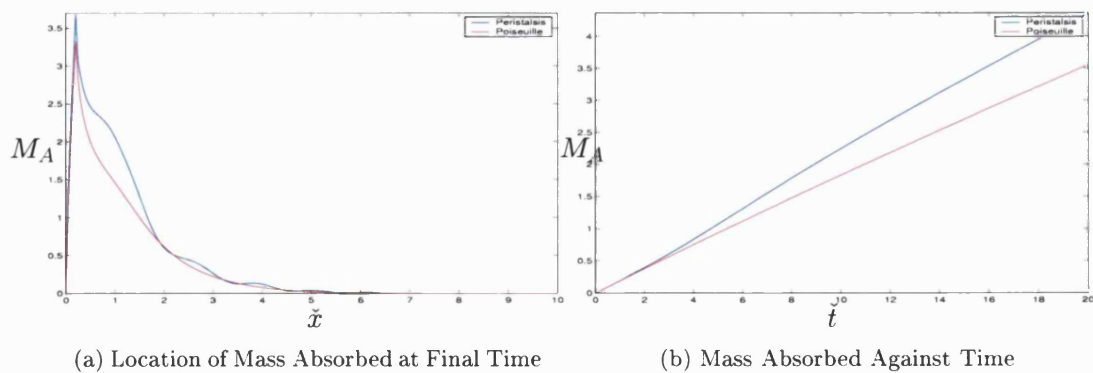 3.5
3
2.5
M_A
2
1.5
1
0.5
0
0 1 2 3 4 5 6 7 8 9 10
x̌
Peristalsis
Poiseuille
(a) Location of Mass Absorbed at Final Time
4
3.5
3
2.5
M_A
2
1.5
1
0.5
0
0 2 4 6 8 10 12 14 16 18 20
ť
Peristalsis
Poiseuille
(b) Mass Absorbed Against Time